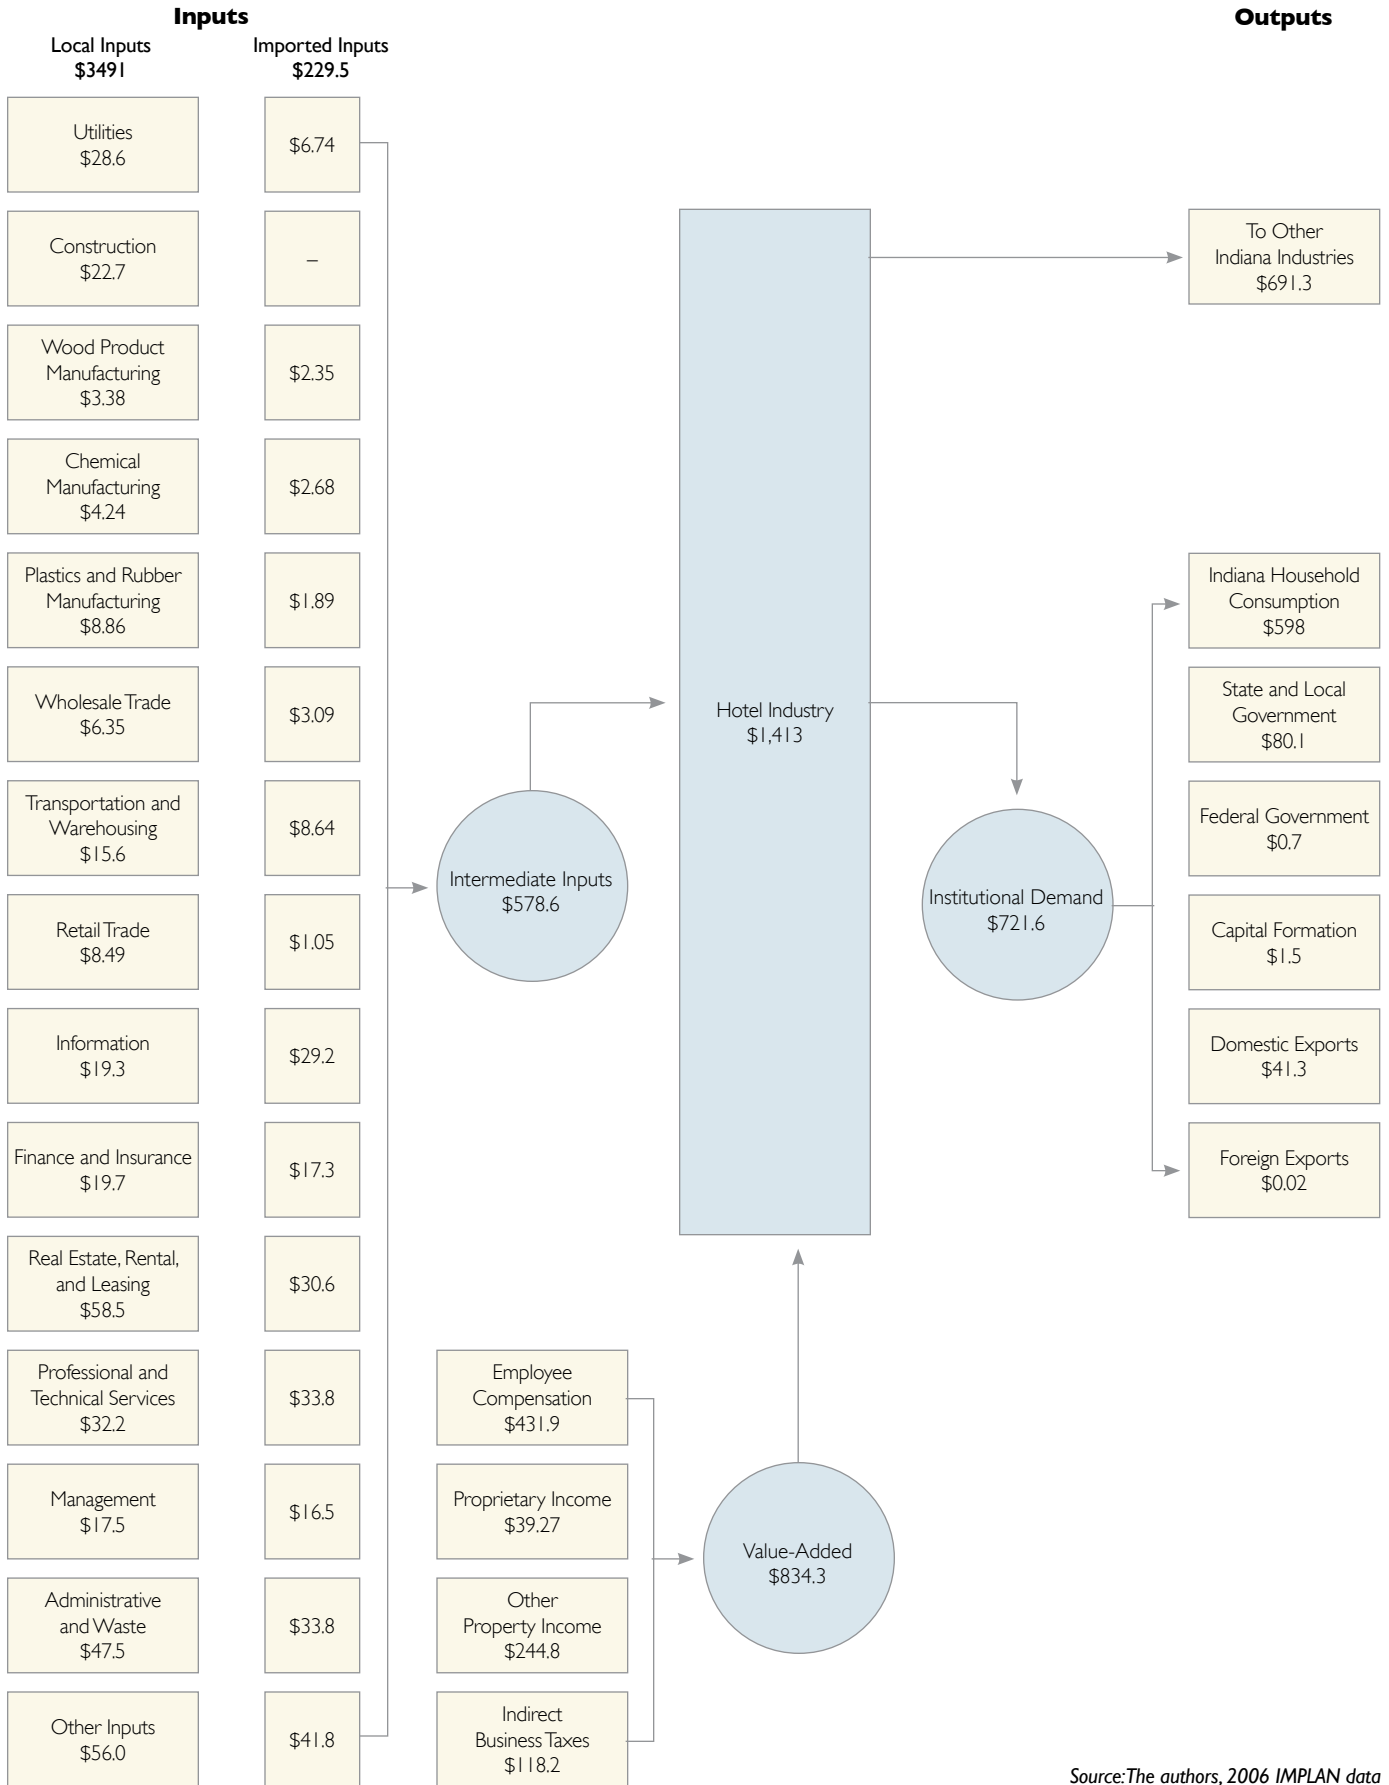 Inputs
Outputs
Local Inputs
$3491
Imported Inputs
$229.5
Utilities
$28.6
$6.74
Construction
$22.7
–
Wood Product
Manufacturing
$3.38
$2.35
Chemical
Manufacturing
$4.24
$2.68
Plastics and Rubber
Manufacturing
$8.86
$1.89
Wholesale Trade
$6.35
$3.09
Transportation and
Warehousing
$15.6
$8.64
Retail Trade
$8.49
$1.05
Information
$19.3
$29.2
Finance and Insurance
$19.7
$17.3
Real Estate, Rental,
and Leasing
$58.5
$30.6
Professional and
Technical Services
$32.2
$33.8
Management
$17.5
$16.5
Administrative
and Waste
$47.5
$33.8
Other Inputs
$56.0
$41.8
Intermediate Inputs
$578.6
Employee
Compensation
$431.9
Proprietary Income
$39.27
Other
Property Income
$244.8
Indirect
Business Taxes
$118.2
Value-Added
$834.3
Hotel Industry
$1,413
Institutional Demand
$721.6
To Other
Indiana Industries
$691.3
Indiana Household
Consumption
$598
State and Local
Government
$80.1
Federal Government
$0.7
Capital Formation
$1.5
Domestic Exports
$41.3
Foreign Exports
$0.02
Source:The authors, 2006 IMPLAN data